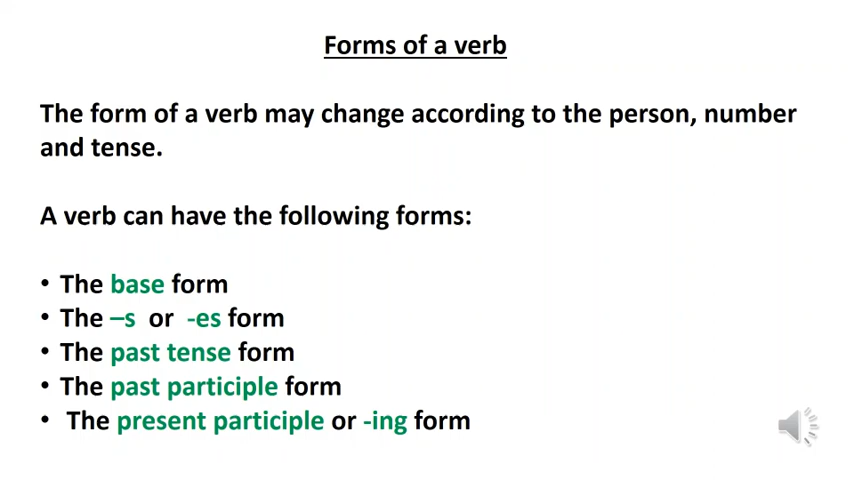 Forms of a verb
The form of a verb may change according to the person, number
and tense.
A verb can have the following forms:
• The base form
• The –s or -es form
• The past tense form
• The past participle form
• The present participle or -ing form